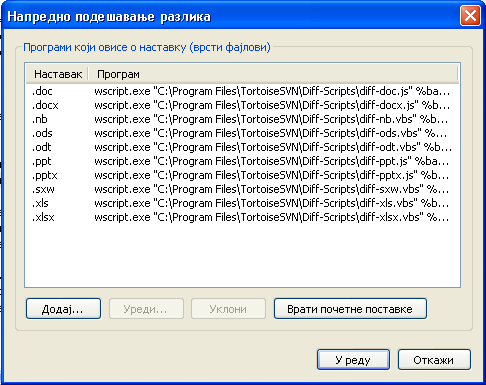 Напредно подешавање разлика
Програми који овисе о наставку (врсти фајлови)
Наставак Програм
.doc wscript.exe "C:\Program Files\TortoiseSVN\Diff-Scripts\diff-doc.js" %ba...
.docx wscript.exe "C:\Program Files\TortoiseSVN\Diff-Scripts\diff-docx.js" %b...
.nb wscript.exe "C:\Program Files\TortoiseSVN\Diff-Scripts\diff-nb.vbs" %b...
.ods wscript.exe "C:\Program Files\TortoiseSVN\Diff-Scripts\diff-ods.vbs" %...
.odt wscript.exe "C:\Program Files\TortoiseSVN\Diff-Scripts\diff-odt.vbs" %...
.ppt wscript.exe "C:\Program Files\TortoiseSVN\Diff-Scripts\diff-ppt.js" %ba...
.pptx wscript.exe "C:\Program Files\TortoiseSVN\Diff-Scripts\diff-pptx.js" %b...
.sxw wscript.exe "C:\Program Files\TortoiseSVN\Diff-Scripts\diff-sxw.vbs" %...
.xls wscript.exe "C:\Program Files\TortoiseSVN\Diff-Scripts\diff-xls.vbs" %b...
.xlsx wscript.exe "C:\Program Files\TortoiseSVN\Diff-Scripts\diff-xlsx.vbs" %...
Додај... Уреди... Уклони Врати почетне поставке
У реду Откажи